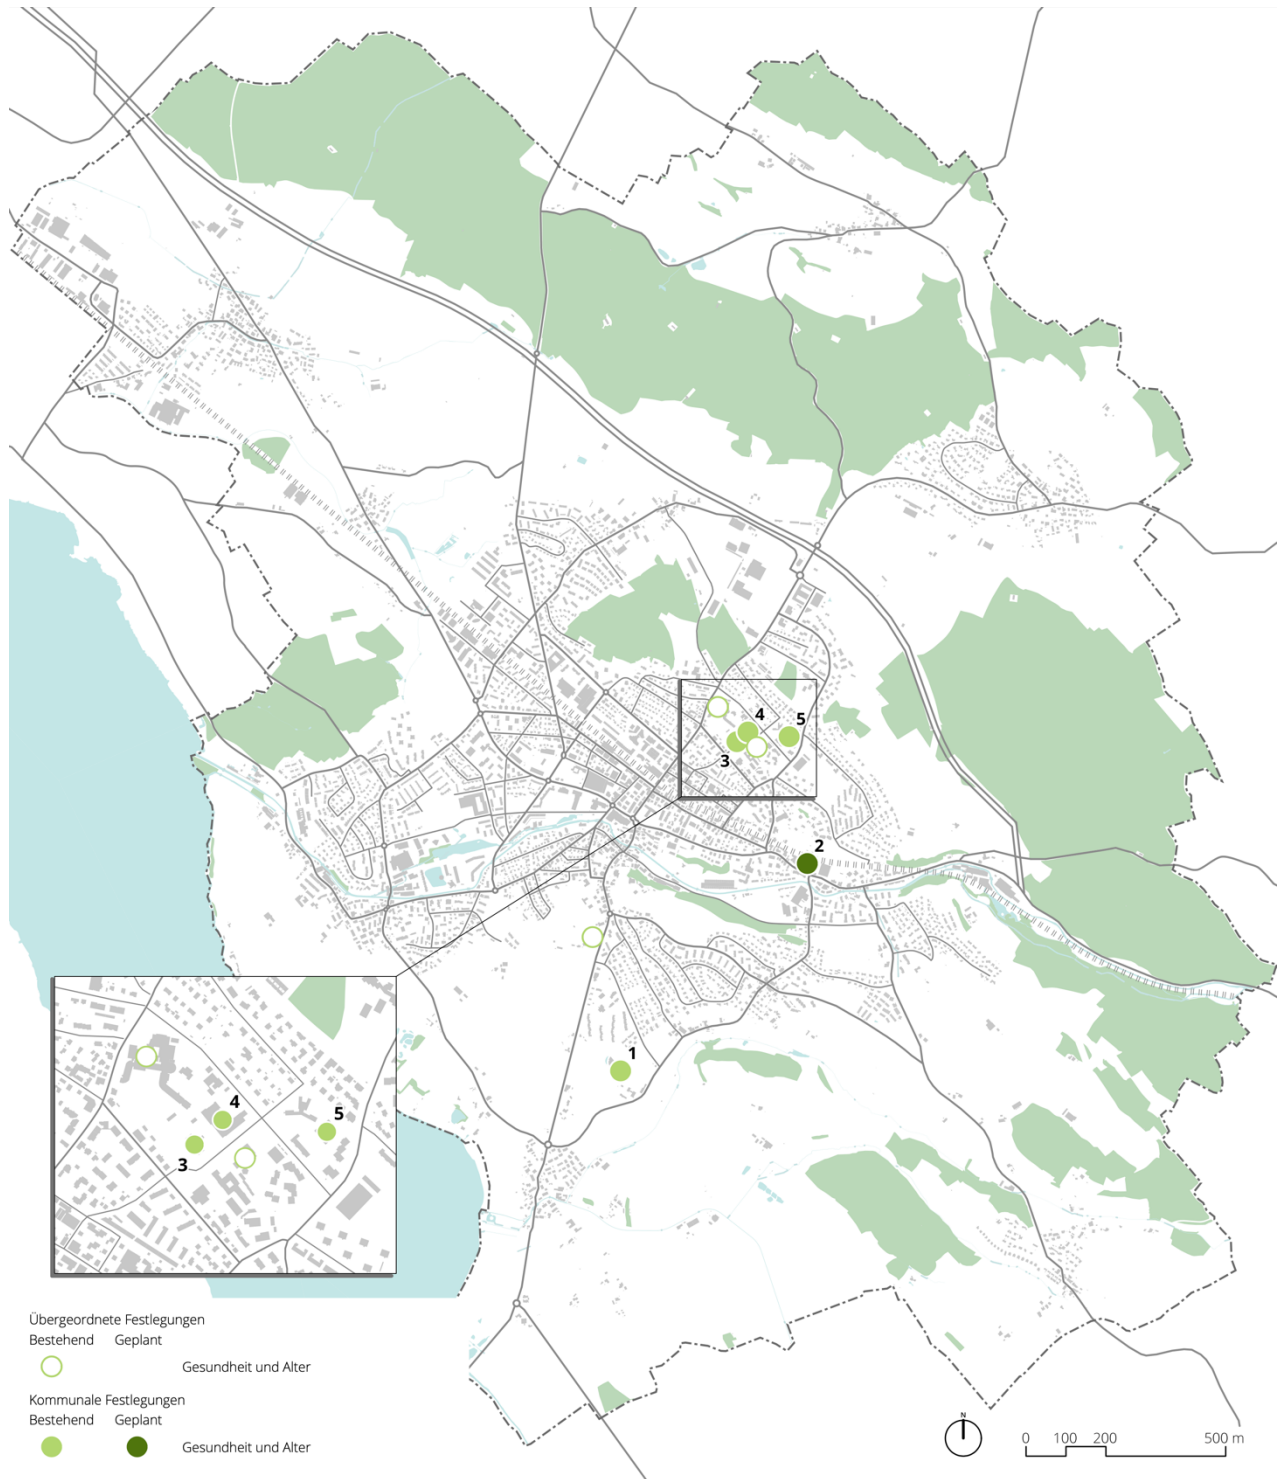 4
5
3
2
1
4
5
3
Übergeordnete Festlegungen
Bestehend Geplant
Gesundheit und Alter
Kommunale Festlegungen
Bestehend Geplant
Gesundheit und Alter
N
0 100 200 500 m